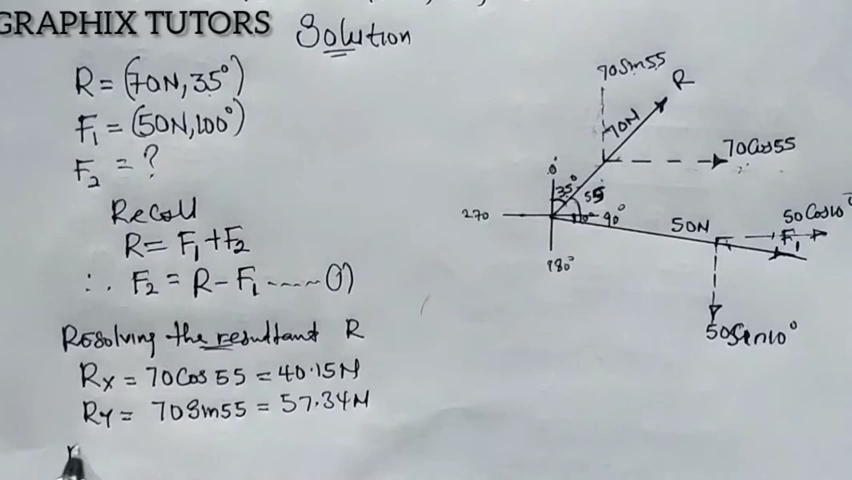 GRAPHIX TUTORS
Solution
R = (70N, 35°)
F₁ = (50N, 100°)
F₂ = ?
Recall
R = F₁ + F₂
∴ F₂ = R - F₁ ----- (1)
Resolving the resultant R
Rx = 70Cos 55 = 40.15N
Ry = 70Sin55 = 57.34N
70Sin55
R
70N
70Cos55
0°
35°
55
270
10°
90°
180°
50N
50Cos10°
F₁
50Sin10°